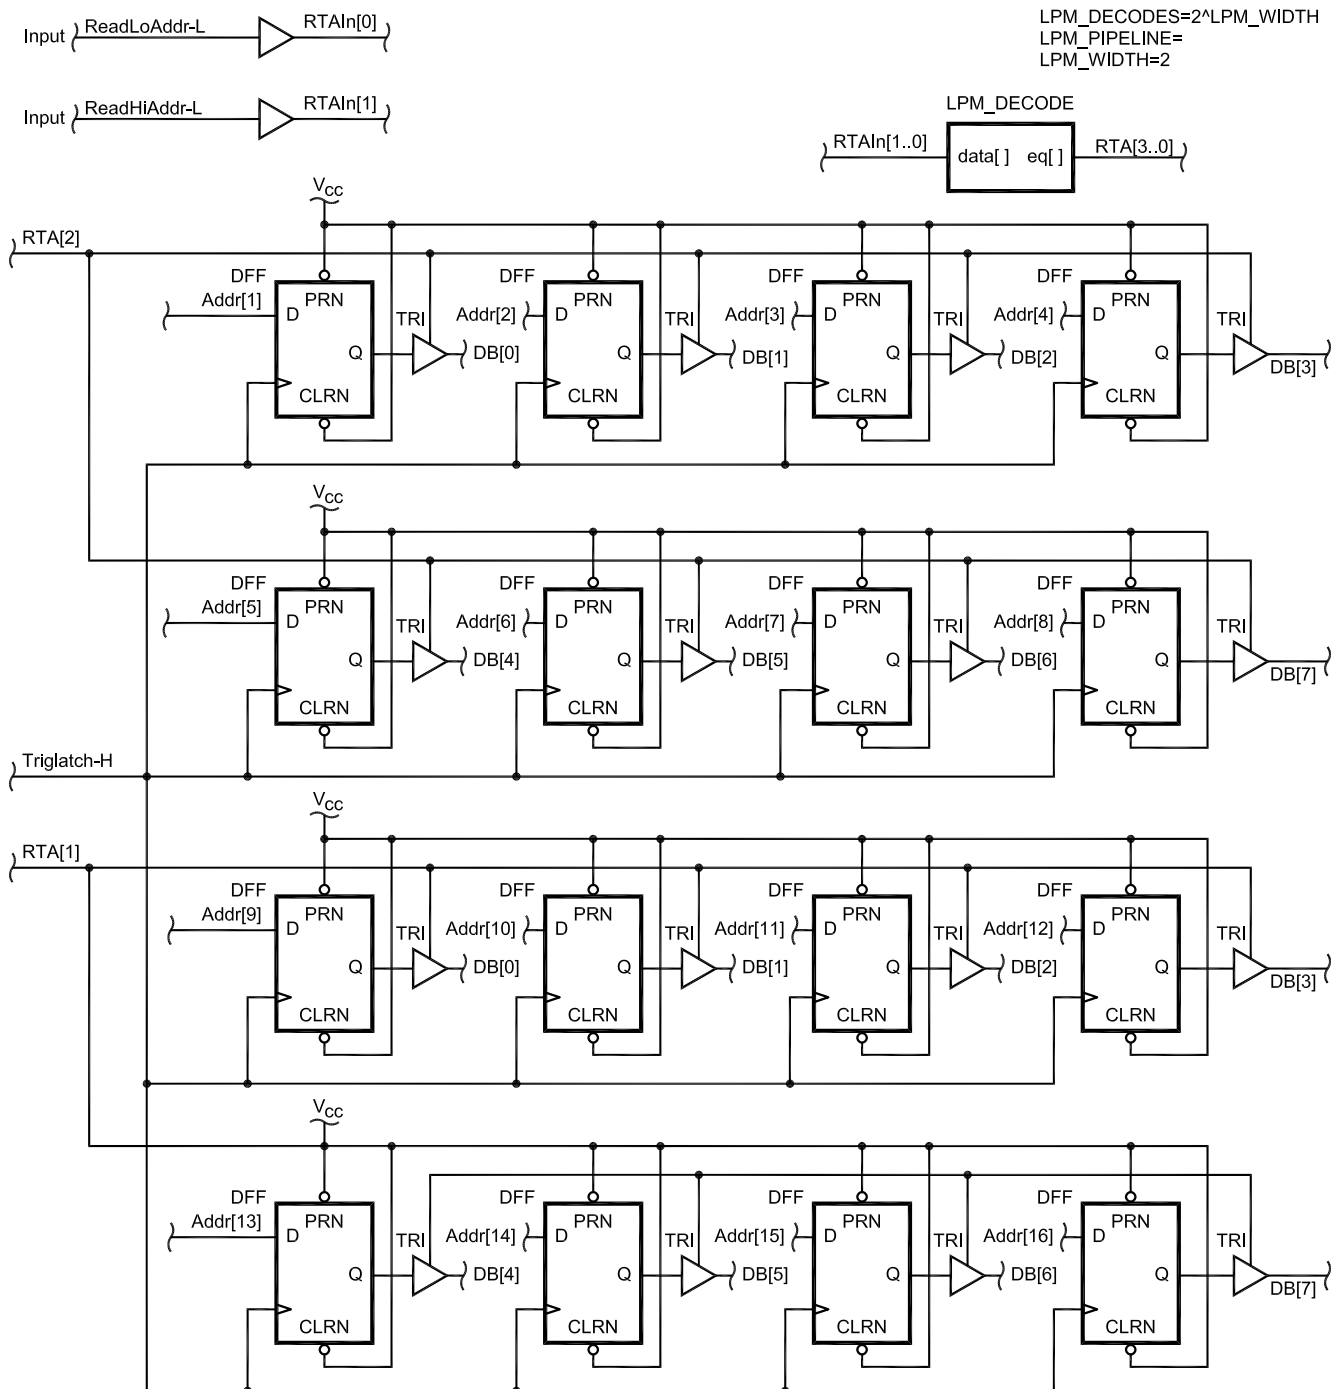 Input ReadLoAddr-L RTAIn[0]
LPM_DECODES=2^LPM_WIDTH
LPM_PIPELINE=
LPM_WIDTH=2
Input ReadHiAddr-L RTAIn[1]
LPM_DECODE
RTAIn[1..0] data[ ] eq[ ] RTA[3..0]
VCC
RTA[2]
DFF DFF DFF DFF
Addr[1] PRN Addr[2] PRN Addr[3] PRN Addr[4] PRN
D TRI D TRI D TRI D TRI
Q DB[0] Q DB[1] Q DB[2] Q DB[3]
CLRN CLRN CLRN CLRN
VCC
DFF DFF DFF DFF
Addr[5] PRN Addr[6] PRN Addr[7] PRN Addr[8] PRN
D TRI D TRI D TRI D TRI
Q DB[4] Q DB[5] Q DB[6] Q DB[7]
CLRN CLRN CLRN CLRN
Triglatch-H
VCC
RTA[1]
DFF DFF DFF DFF
Addr[9] PRN Addr[10] PRN Addr[11] PRN Addr[12] PRN
D TRI D TRI D TRI D TRI
Q DB[0] Q DB[1] Q DB[2] Q DB[3]
CLRN CLRN CLRN CLRN
VCC
DFF DFF DFF DFF
Addr[13] PRN Addr[14] PRN Addr[15] PRN Addr[16] PRN
D TRI D TRI D TRI D TRI
Q DB[4] Q DB[5] Q DB[6] Q DB[7]
CLRN CLRN CLRN CLRN